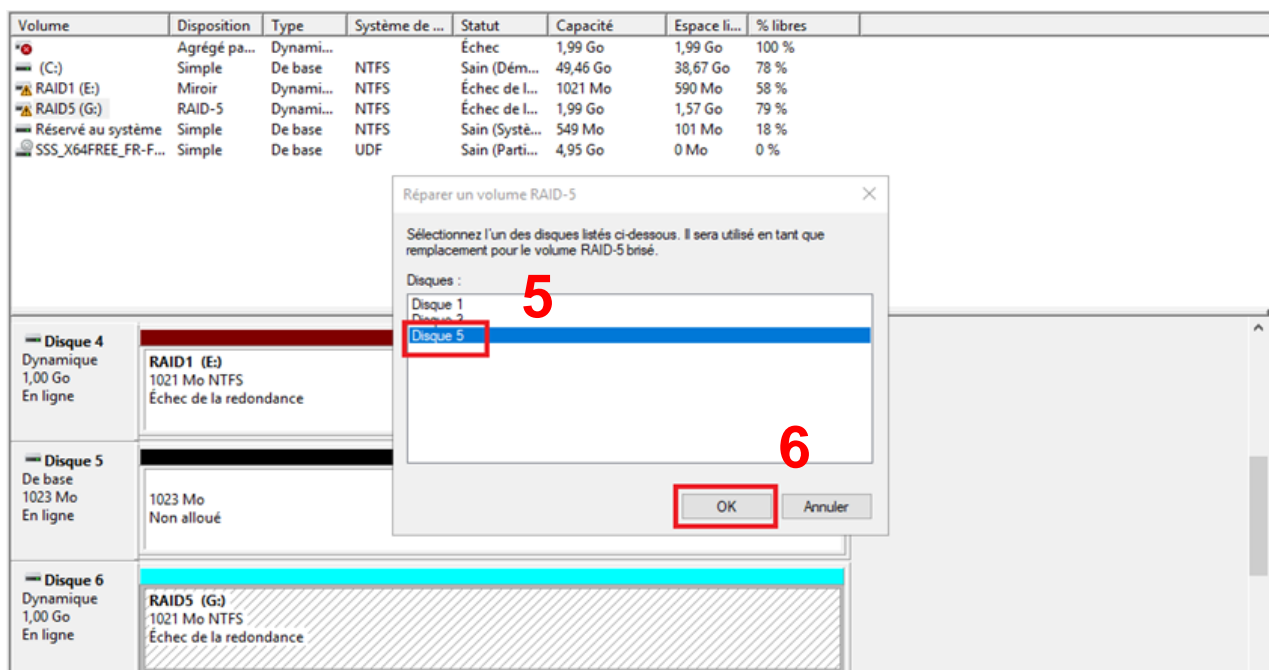 Volume Disposition Type Système de ... Statut Capacité Espace li... % libres
Agrégé pa... Dynami... Échec 1,99 Go 1,99 Go 100 %
(C:) Simple De base NTFS Sain (Dém... 49,46 Go 38,67 Go 78 %
RAID1 (E:) Miroir Dynami... NTFS Échec de l... 1021 Mo 590 Mo 58 %
RAID5 (G:) RAID-5 Dynami... NTFS Échec de l... 1,99 Go 1,57 Go 79 %
Réservé au système Simple De base NTFS Sain (Systè... 549 Mo 101 Mo 18 %
SSS_X64FREE_FR-F... Simple De base UDF Sain (Parti... 4,95 Go 0 Mo 0 %
Réparer un volume RAID-5
Sélectionnez l'un des disques listés ci-dessous. Il sera utilisé en tant que
remplacement pour le volume RAID-5 brisé.
Disques :
5
Disque 1
Disque 3
Disque 5
6
OK Annuler
Disque 4
Dynamique
1,00 Go
En ligne
RAID1 (E:)
1021 Mo NTFS
Échec de la redondance
Disque 5
De base
1023 Mo
En ligne
1023 Mo
Non alloué
Disque 6
Dynamique
1,00 Go
En ligne
RAID5 (G:)
1021 Mo NTFS
Échec de la redondance